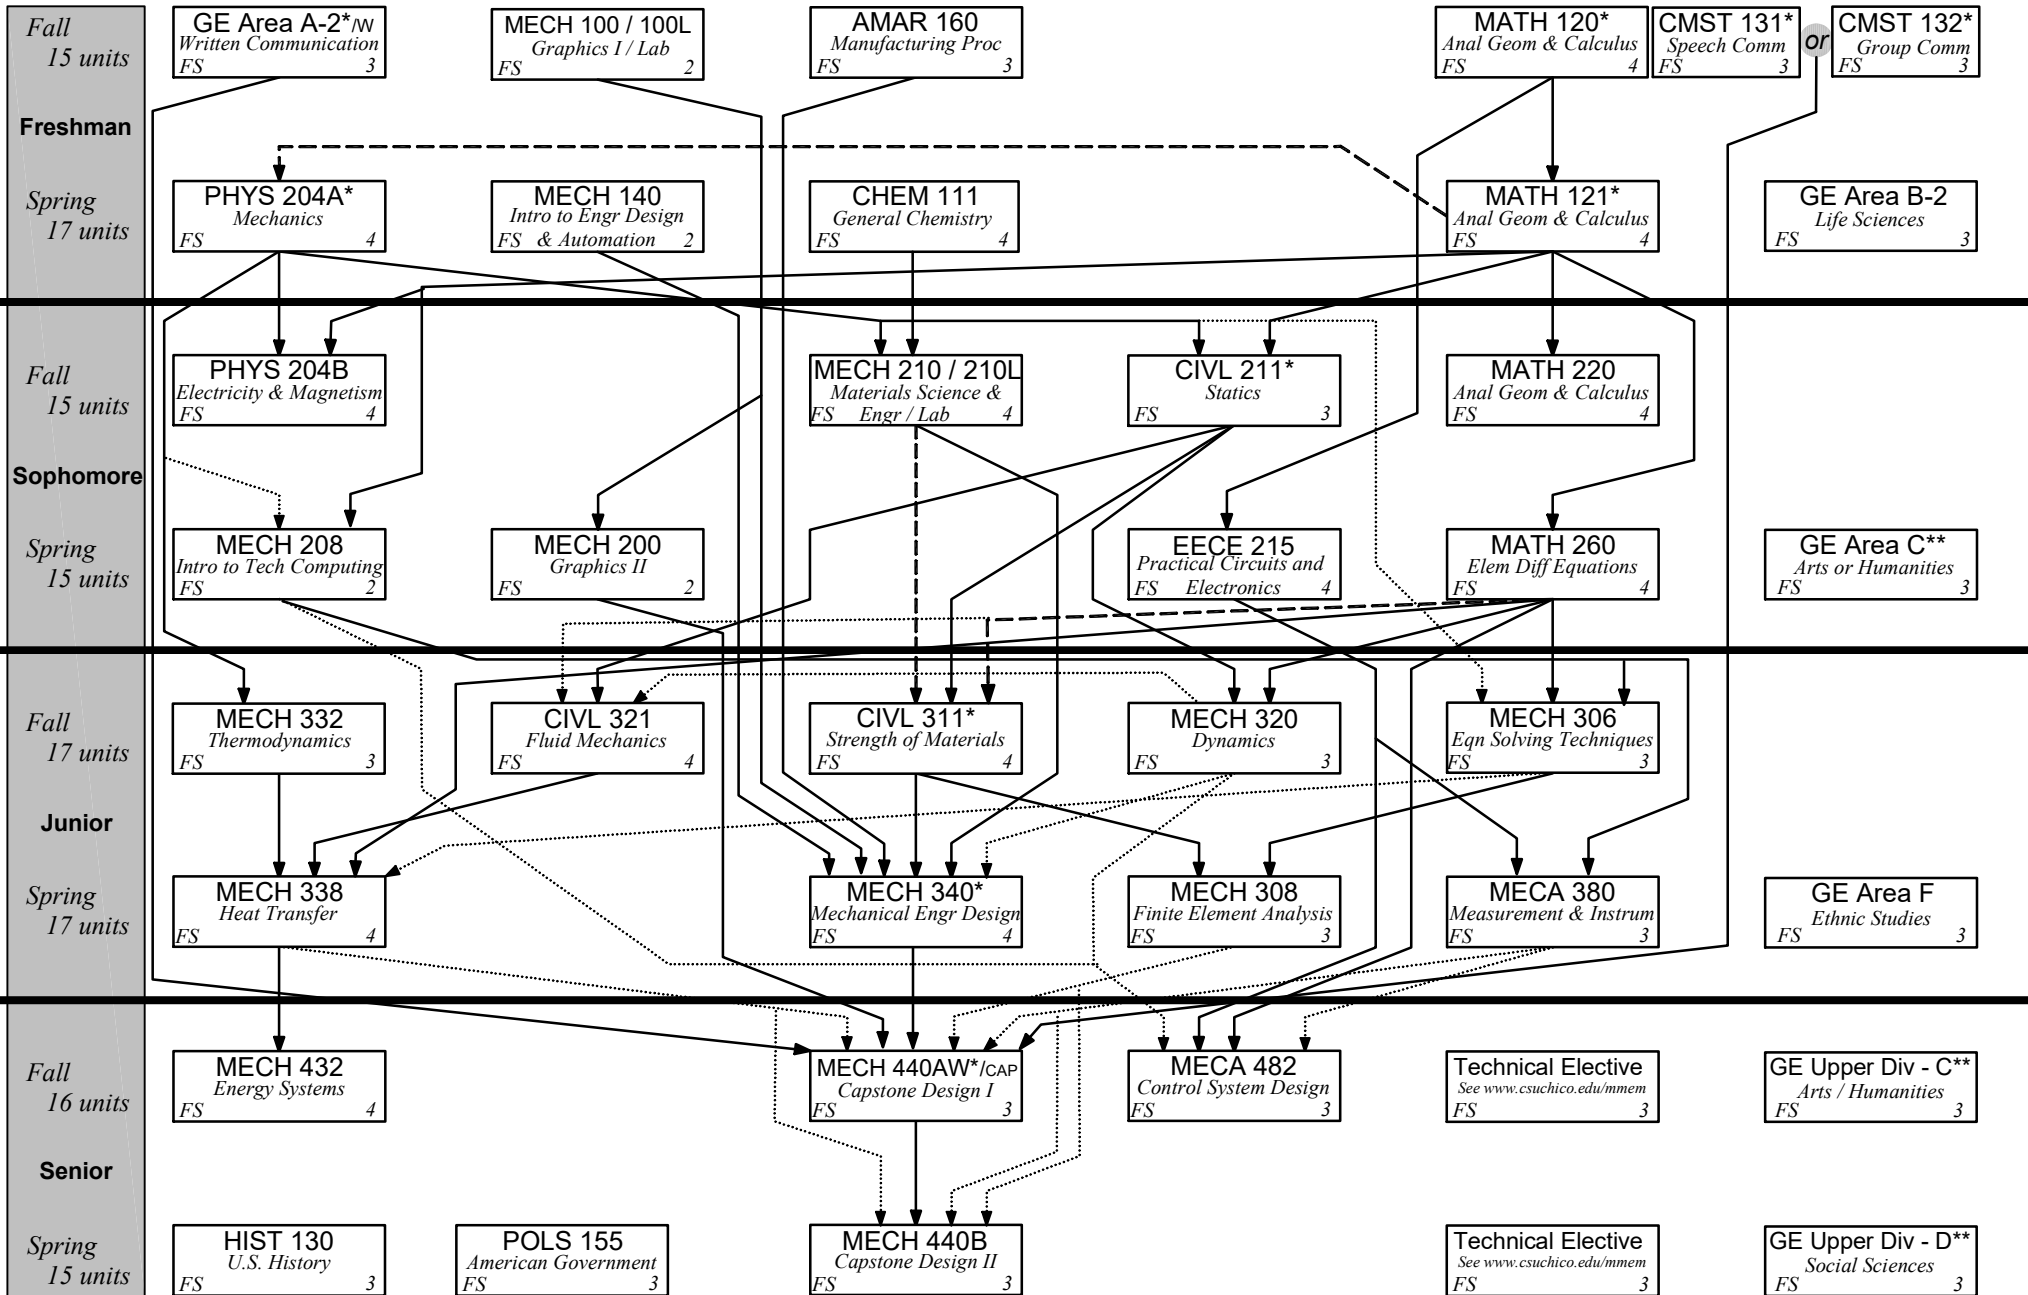 Fall
15 units
GE Area A-2*/W
Written Communication
FS 3
MECH 100 / 100L
Graphics I / Lab
FS 2
AMAR 160
Manufacturing Proc
FS 3
MATH 120*
Anal Geom & Calculus
FS 4
CMST 131*
Speech Comm
FS 3
or
CMST 132*
Group Comm
FS 3
Freshman
Spring
17 units
PHYS 204A*
Mechanics
FS 4
MECH 140
Intro to Engr Design
FS & Automation 2
CHEM 111
General Chemistry
FS 4
MATH 121*
Anal Geom & Calculus
FS 4
GE Area B-2
Life Sciences
FS 3
Fall
15 units
PHYS 204B
Electricity & Magnetism
FS 4
MECH 210 / 210L
Materials Science &
FS Engr / Lab 4
CIVL 211*
Statics
FS 3
MATH 220
Anal Geom & Calculus
FS 4
Sophomore
Spring
15 units
MECH 208
Intro to Tech Computing
FS 2
MECH 200
Graphics II
FS 2
EECE 215
Practical Circuits and
FS Electronics 4
MATH 260
Elem Diff Equations
FS 4
GE Area C**
Arts or Humanities
FS 3
Fall
17 units
MECH 332
Thermodynamics
FS 3
CIVL 321
Fluid Mechanics
FS 4
CIVL 311*
Strength of Materials
FS 4
MECH 320
Dynamics
FS 3
MECH 306
Eqn Solving Techniques
FS 3
Junior
Spring
17 units
MECH 338
Heat Transfer
FS 4
MECH 340*
Mechanical Engr Design
FS 4
MECH 308
Finite Element Analysis
FS 3
MECA 380
Measurement & Instrum
FS 3
GE Area F
Ethnic Studies
FS 3
Fall
16 units
MECH 432
Energy Systems
FS 4
MECH 440AW*/CAP
Capstone Design I
FS 3
MECA 482
Control System Design
FS 3
Technical Elective
See www.csuchico.edu/mmem
FS 3
GE Upper Div - C**
Arts / Humanities
FS 3
Senior
Spring
15 units
HIST 130
U.S. History
FS 3
POLS 155
American Government
FS 3
MECH 440B
Capstone Design II
FS 3
Technical Elective
See www.csuchico.edu/mmem
FS 3
GE Upper Div - D**
Social Sciences
FS 3